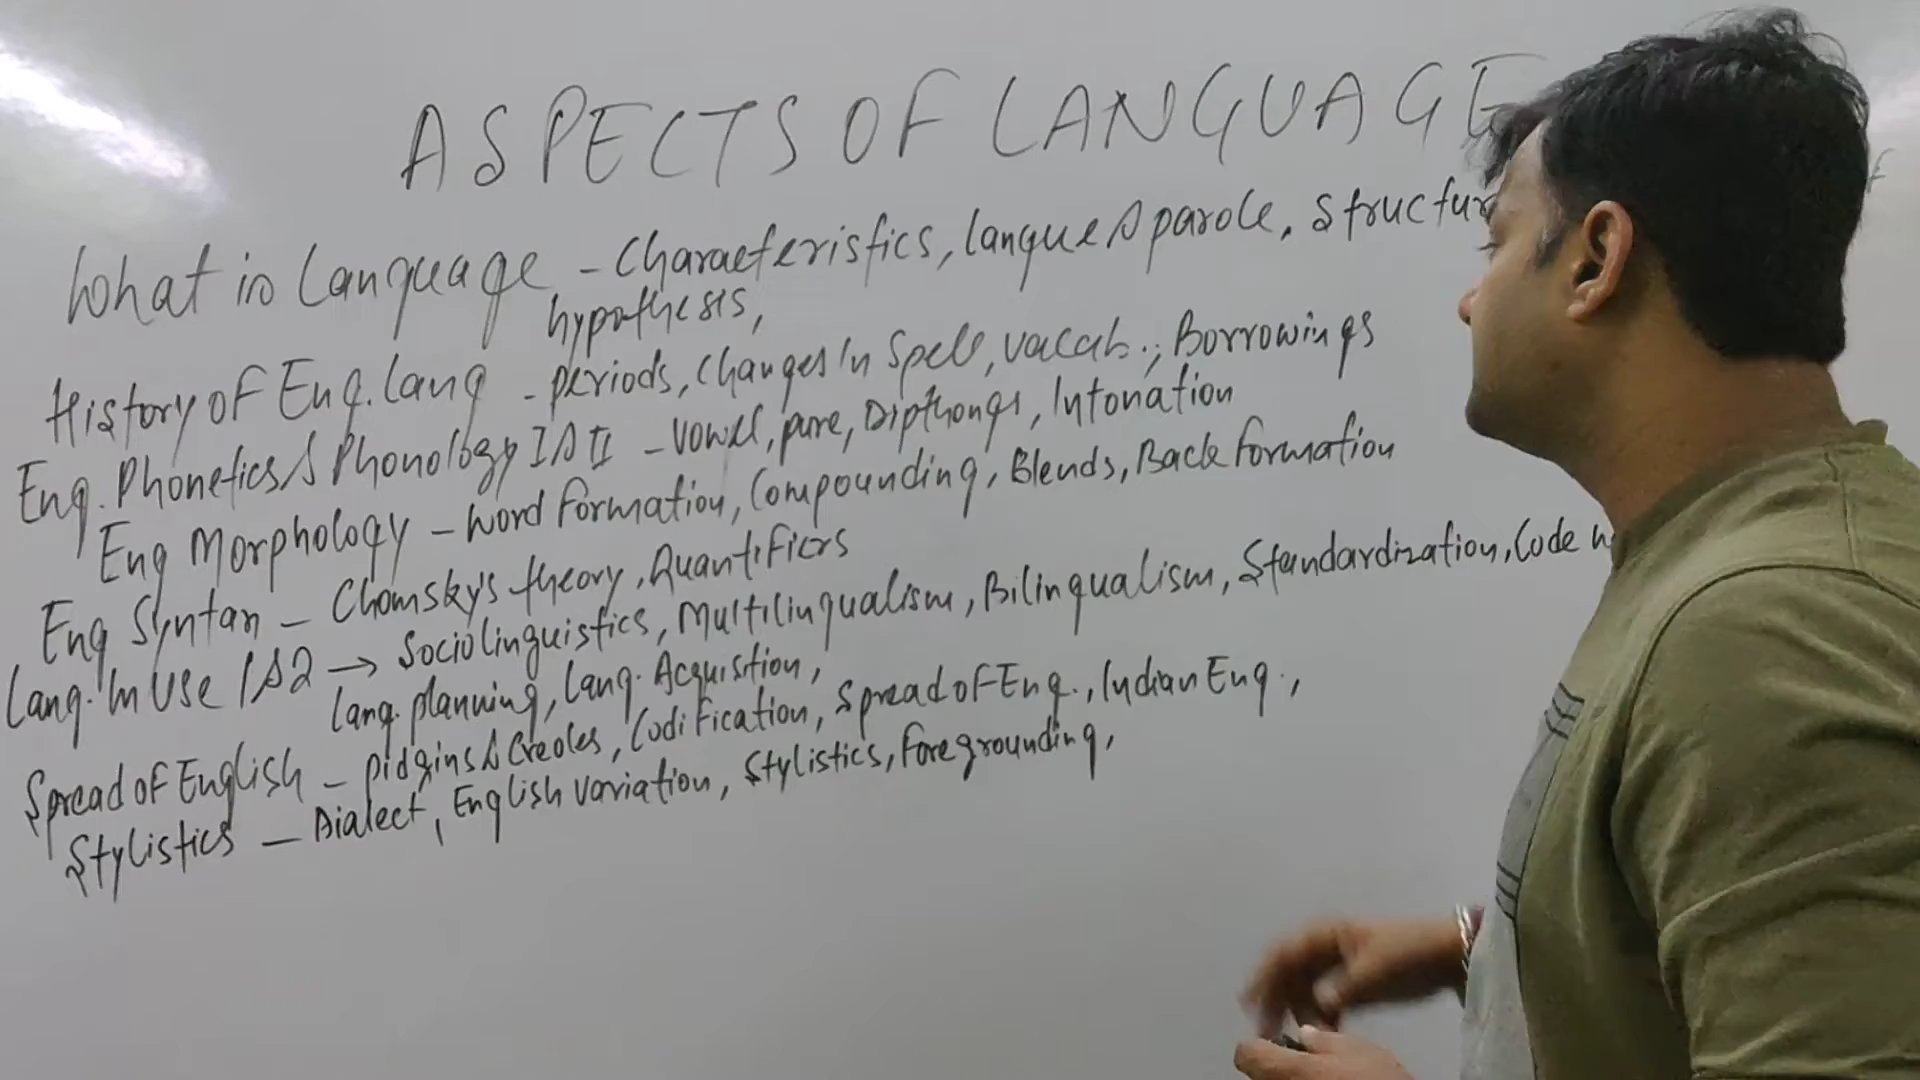 ASPECTS OF LANGUAGE
What is Language - Characteristics, langue & parole, structur
hypothesis,
History of Eng. lang - periods, changes in spell, vocab., Borrowings
Eng. Phonetics & Phonology I & II - vowel, pure, Dipthongs, Intonation
Eng Morphology - word formation, Compounding, Blends, Back formation
Eng Syntax - Chomsky's theory, Quantifiers
Lang. In Use 1 & 2 → Sociolinguistics, Multilingualism, Bilingualism, Standardization, Code
lang. planning, lang. Acquisition,
Spread of English - pidgins & Creoles, Codification, spread of Eng., Indian Eng.,
Stylistics - Dialect, English variation, Stylistics, foregrounding,